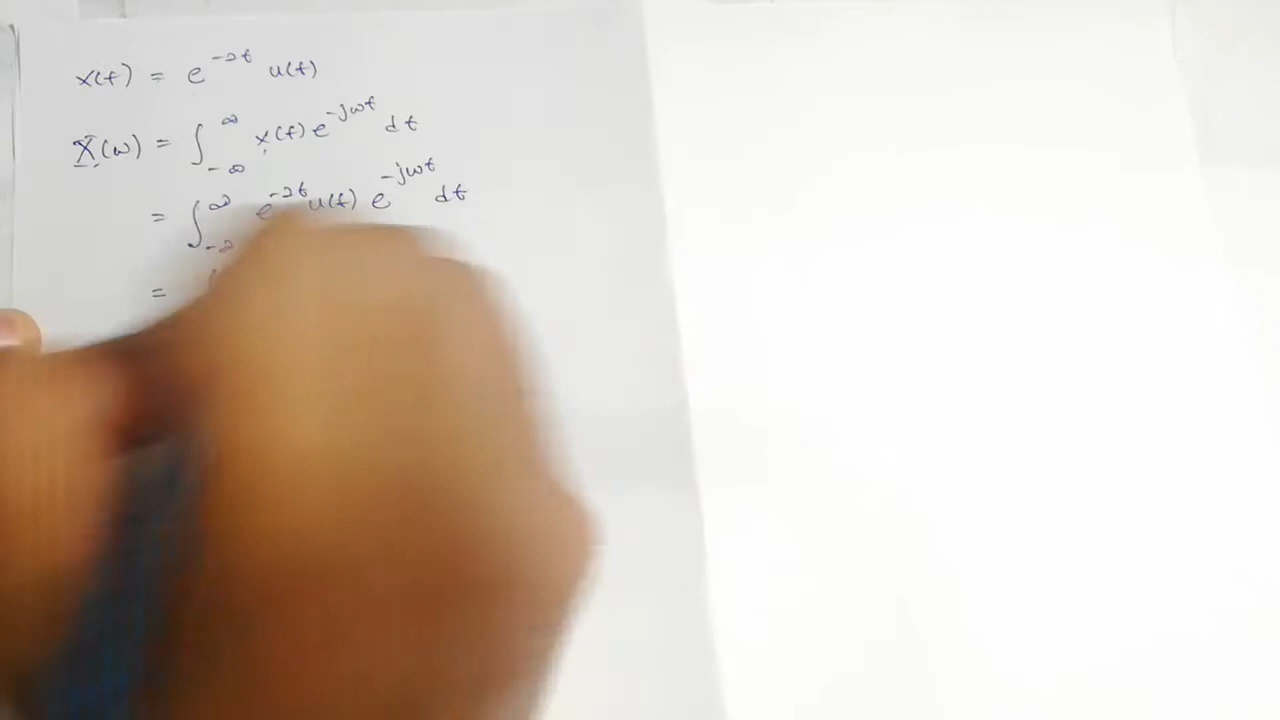 x(t) = e^{-2t} u(t)
X(ω) = ∫_{-∞}^{∞} x(t) e^{-jωt} dt
= ∫_{-∞}^{∞} e^{-2t} u(t) e^{-jωt} dt
=